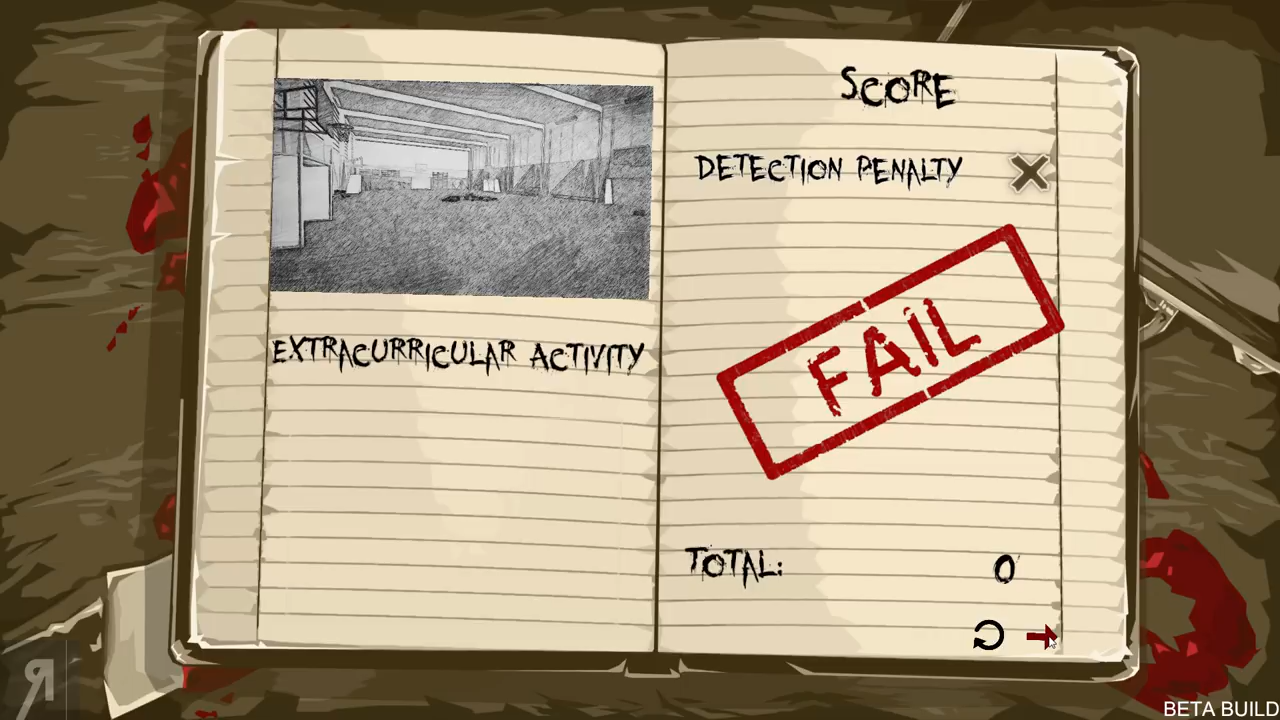 SCORE
DETECTION PENALTY
FAIL
EXTRACURRICULAR ACTIVITY
TOTAL: 0
BETA BUILD